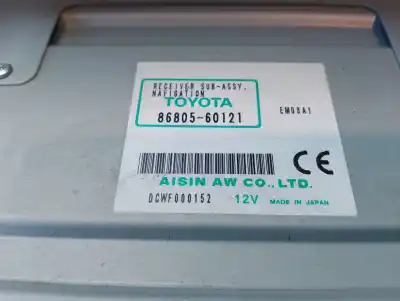 RECEIVER SUB-ASSY,
NAVIGATION
TOYOTA
86805-60121
EM08A1
CE
AISIN AW CO., LTD.
DCWF000152 12V MADE IN JAPAN